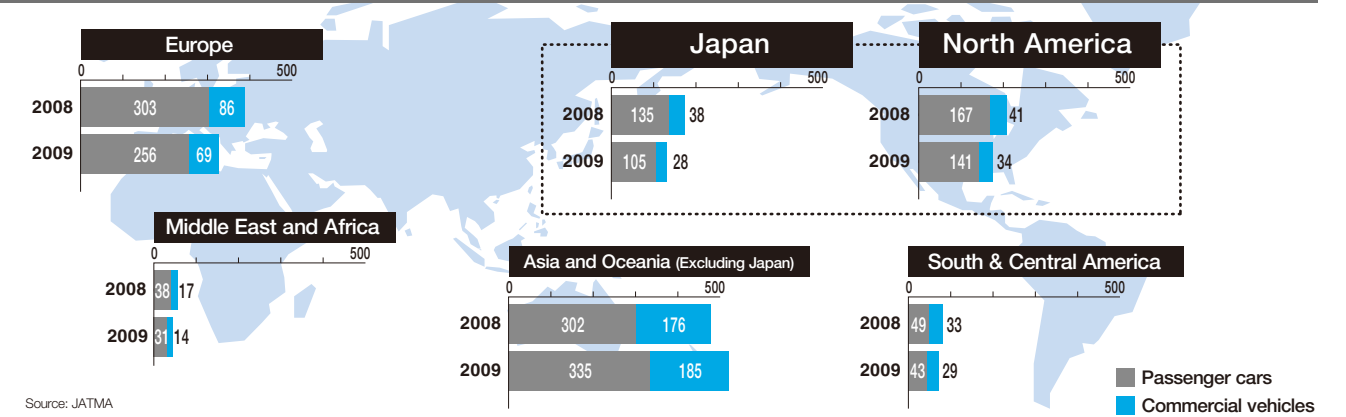 Europe
0 500
2008 303 86
2009 256 69
Japan
0 500
2008 135 38
2009 105 28
North America
0 500
2008 167 41
2009 141 34
Middle East and Africa
0 500
2008 38 17
2009 31 14
Asia and Oceania (Excluding Japan)
0 500
2008 302 176
2009 335 185
South & Central America
0 500
2008 49 33
2009 43 29
Passenger cars
Commercial vehicles
Source: JATMA